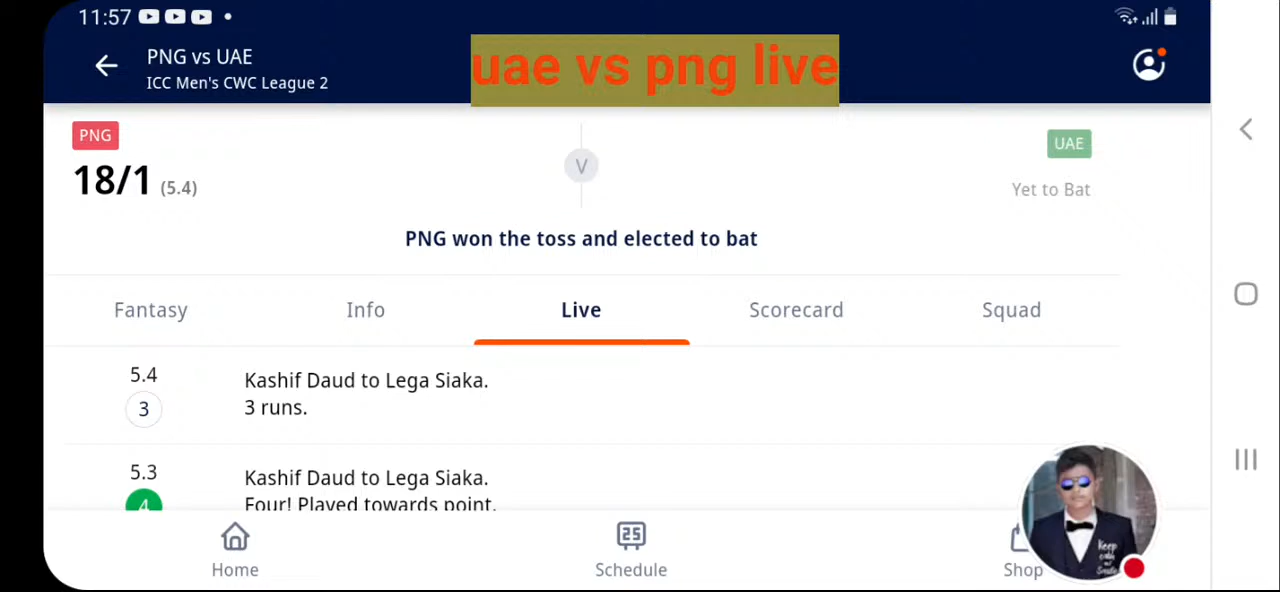 11:57
PNG vs UAE
ICC Men's CWC League 2
uae vs png live
PNG
UAE
18/1 (5.4)
V
Yet to Bat
PNG won the toss and elected to bat
Fantasy Info Live Scorecard Squad
5.4
Kashif Daud to Lega Siaka.
3
3 runs.
5.3
Kashif Daud to Lega Siaka.
4
Four! Played towards point.
25
Home Schedule Shop
Keep
Smile